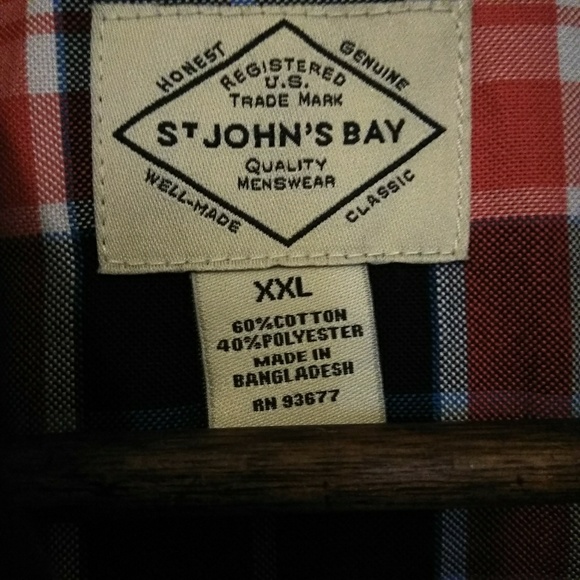 HONEST
GENUINE
REGISTERED
U.S.
TRADE MARK
ST JOHN'S BAY
QUALITY
MENSWEAR
WELL-MADE
CLASSIC
XXL
60%COTTON
40%POLYESTER
MADE IN
BANGLADESH
RN 93677